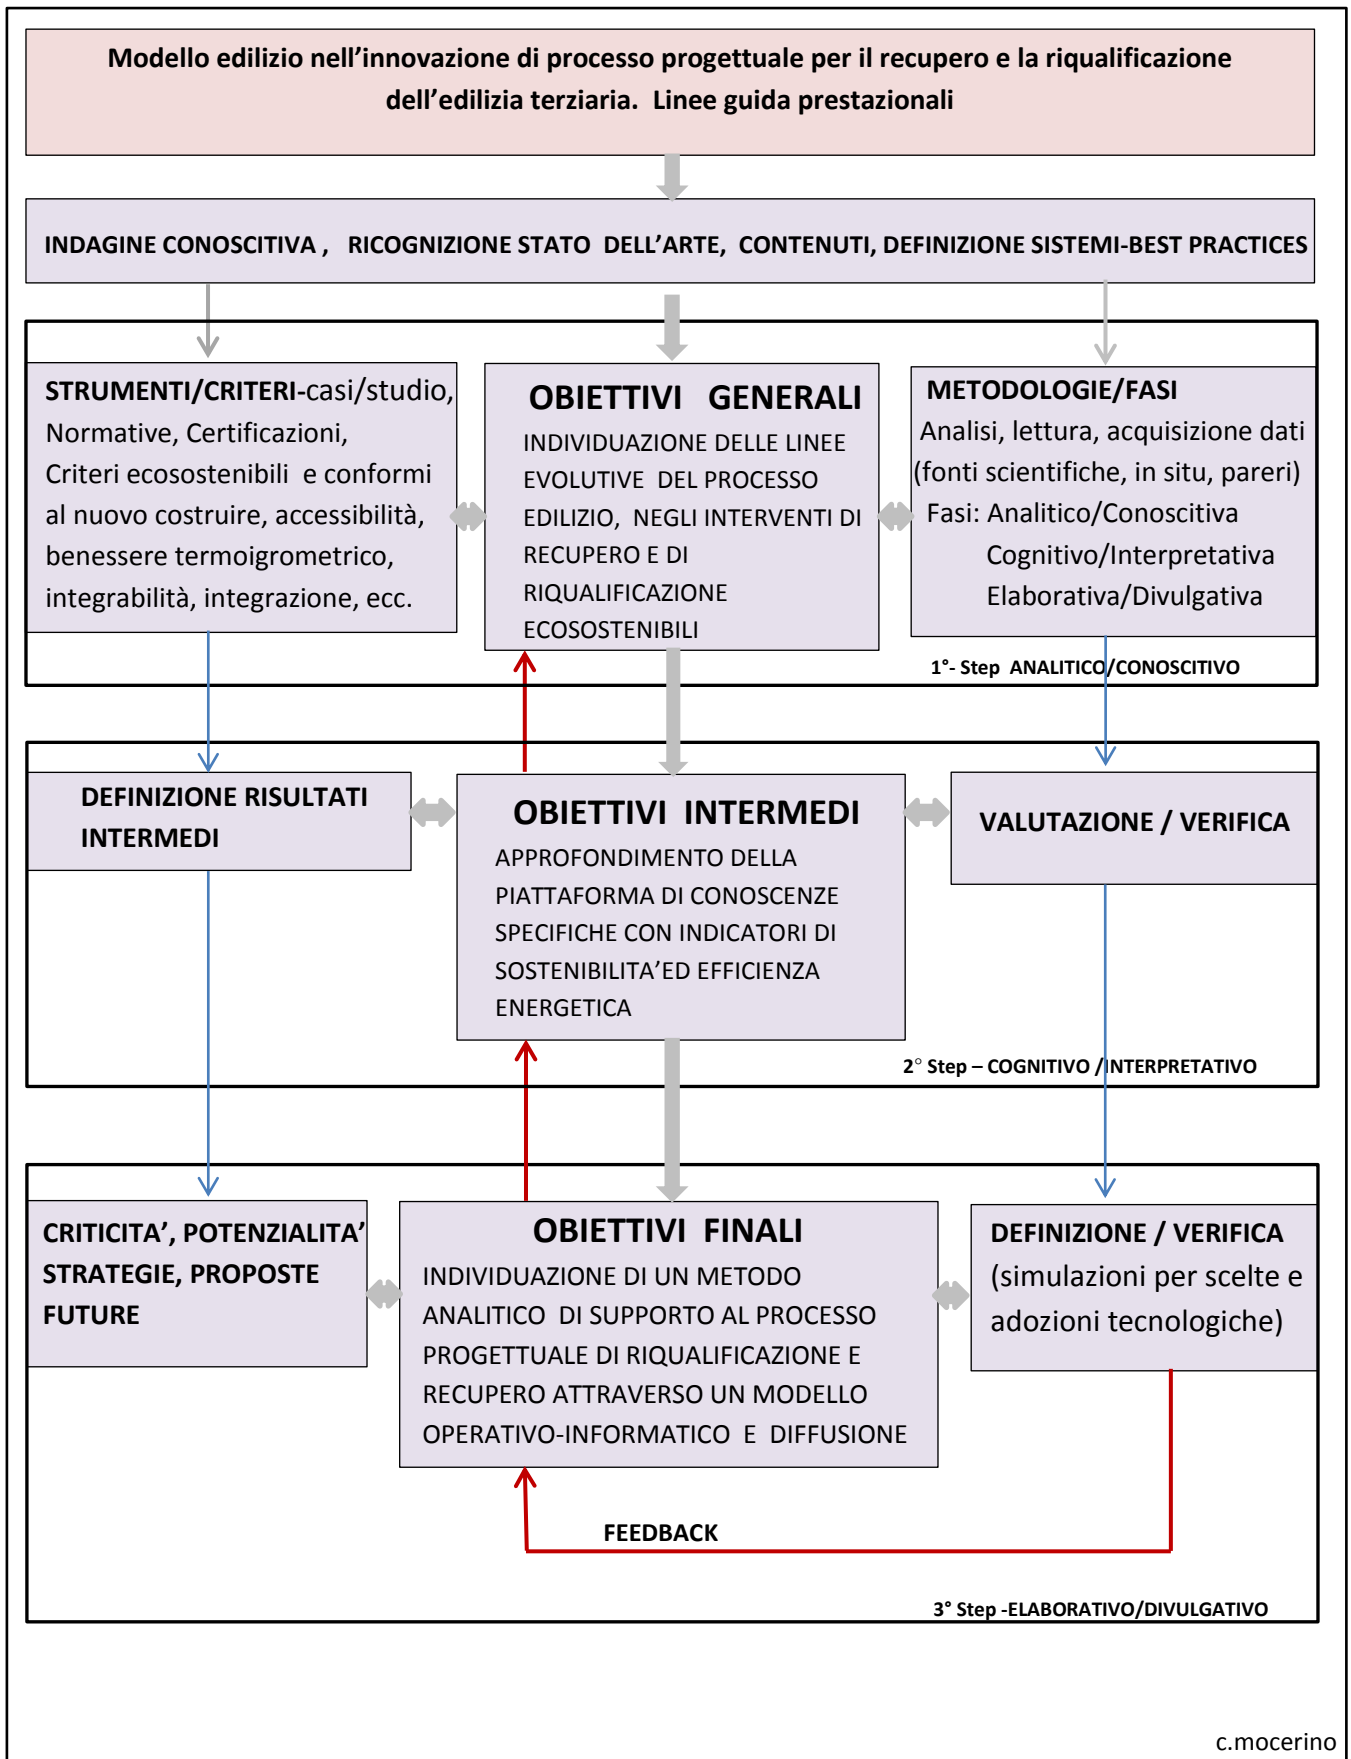 Modello edilizio nell’innovazione di processo progettuale per il recupero e la riqualificazione
dell’edilizia terziaria.  Linee guida prestazionali
INDAGINE CONOSCITIVA ,   RICOGNIZIONE STATO  DELL’ARTE,  CONTENUTI, DEFINIZIONE SISTEMI-BEST PRACTICES
STRUMENTI/CRITERI-casi/studio,
Normative, Certificazioni,
Criteri ecosostenibili  e conformi
al nuovo costruire, accessibilità,
benessere termoigrometrico,
integrabilità, integrazione, ecc.
OBIETTIVI   GENERALI
INDIVIDUAZIONE DELLE LINEE
EVOLUTIVE  DEL PROCESSO
EDILIZIO,  NEGLI INTERVENTI DI
RECUPERO E DI
RIQUALIFICAZIONE
ECOSOSTENIBILI
METODOLOGIE/FASI
Analisi, lettura, acquisizione dati
(fonti scientifiche, in situ, pareri)
Fasi: Analitico/Conoscitiva
Cognitivo/Interpretativa
Elaborativa/Divulgativa
1°- Step  ANALITICO/CONOSCITIVO
DEFINIZIONE RISULTATI
INTERMEDI
OBIETTIVI  INTERMEDI
APPROFONDIMENTO DELLA
PIATTAFORMA DI CONOSCENZE
SPECIFICHE CON INDICATORI DI
SOSTENIBILITA’ED EFFICIENZA
ENERGETICA
VALUTAZIONE / VERIFICA
2° Step – COGNITIVO /INTERPRETATIVO
CRITICITA’, POTENZIALITA’
STRATEGIE, PROPOSTE
FUTURE
OBIETTIVI  FINALI
INDIVIDUAZIONE DI UN METODO
ANALITICO  DI SUPPORTO AL PROCESSO
PROGETTUALE DI RIQUALIFICAZIONE E
RECUPERO ATTRAVERSO UN MODELLO
OPERATIVO-INFORMATICO  E  DIFFUSIONE
DEFINIZIONE / VERIFICA
(simulazioni per scelte e
adozioni tecnologiche)
FEEDBACK
3° Step -ELABORATIVO/DIVULGATIVO
c.mocerino